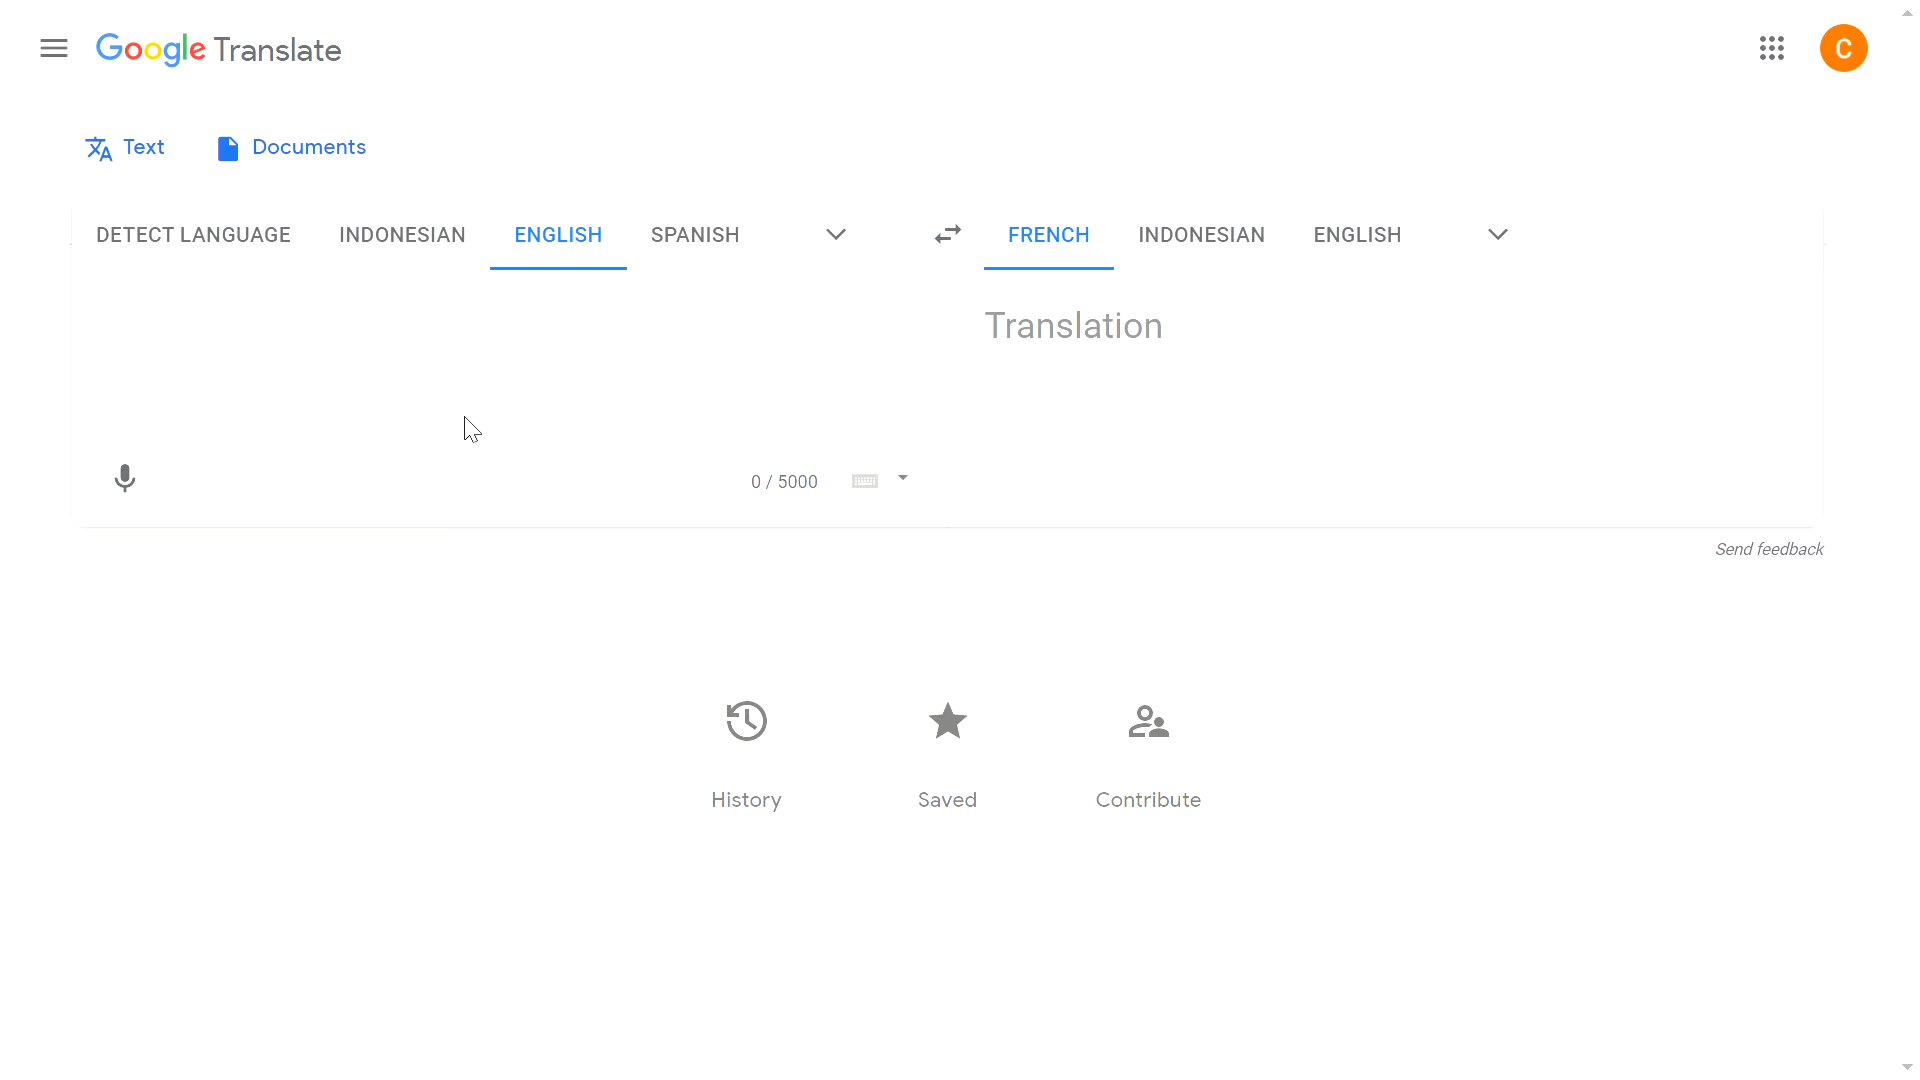 Google Translate
C
Text
Documents
DETECT LANGUAGE
INDONESIAN
ENGLISH
SPANISH
FRENCH
INDONESIAN
ENGLISH
Translation
0 / 5000
Send feedback
History
Saved
Contribute